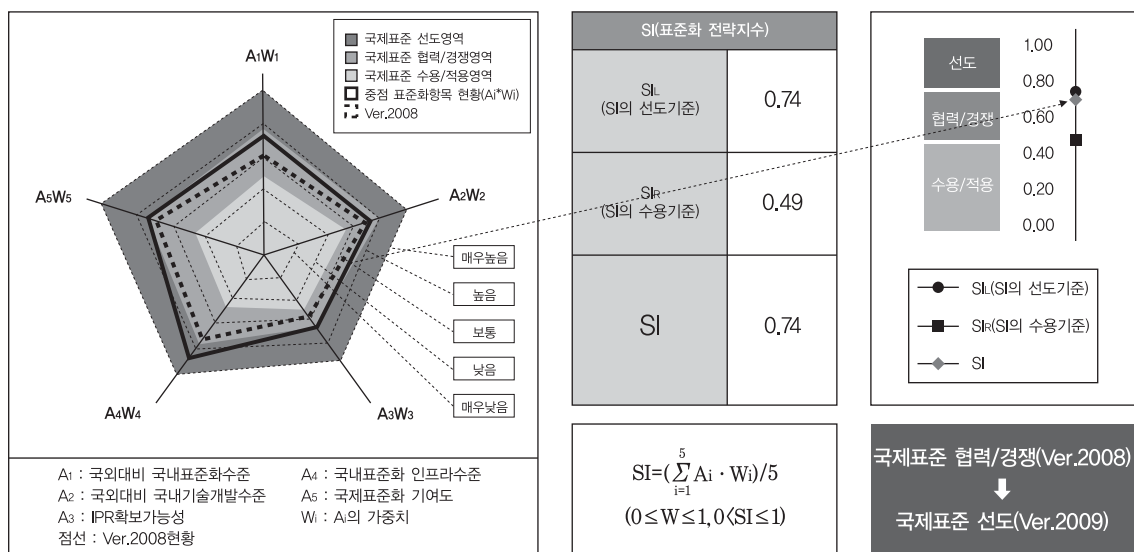 국제표준 선도영역
국제표준 협력/경쟁영역
국제표준 수용/적용영역
중점 표준화항목 현황(Ai*Wi)
Ver.2008
A1W1
A2W2
A3W3
A4W4
A5W5
매우높음
높음
보통
낮음
매우낮음
A1 : 국외대비 국내표준화수준
A2 : 국외대비 국내기술개발수준
A3 : IPR확보가능성
점선 : Ver.2008현황
A4 : 국내표준화 인프라수준
A5 : 국제표준화 기여도
Wi : Ai의 가중치
SI(표준화 전략지수)
SIL
(SI의 선도기준)
0.74
SIR
(SI의 수용기준)
0.49
SI
0.74
SI=(∑ Ai · Wi)/5
5
i=1
(0≤W≤1, 0<SI≤1)
선도
협력/경쟁
수용/적용
1.00
0.80
0.60
0.40
0.20
0.00
SIL(SI의 선도기준)
SIR(SI의 수용기준)
SI
국제표준 협력/경쟁(Ver.2008)
국제표준 선도(Ver.2009)